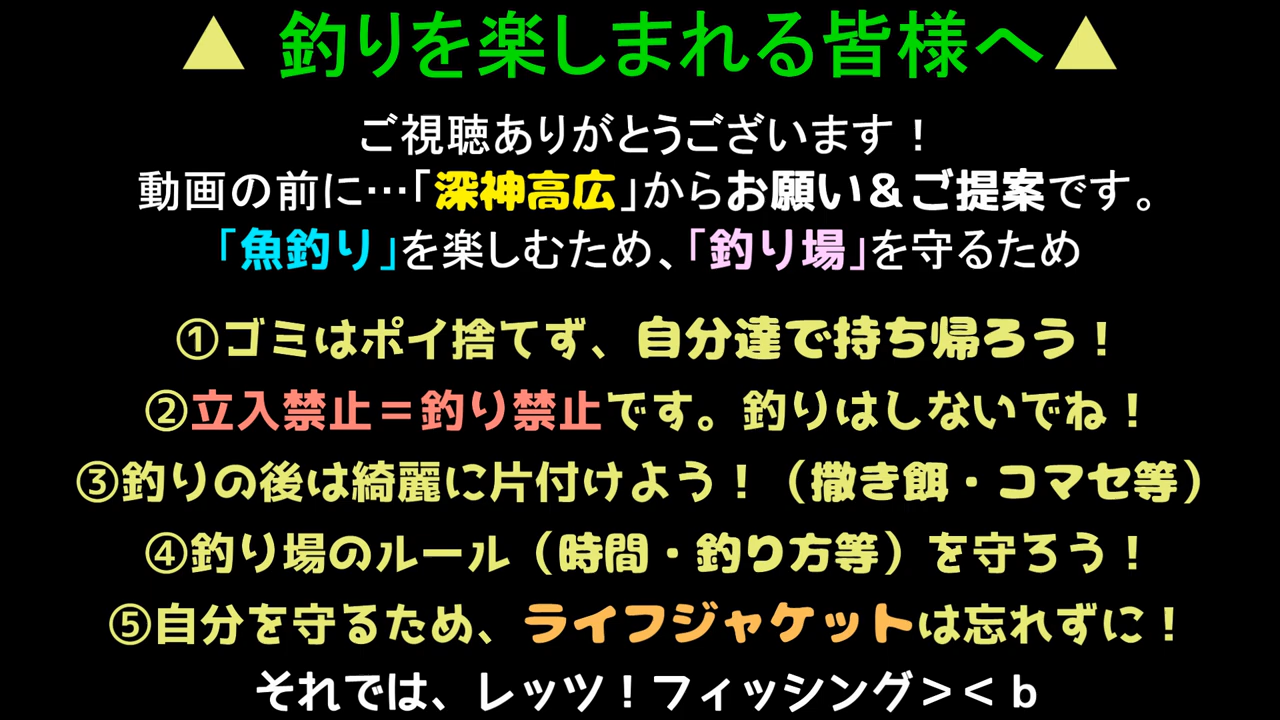 ▲ 釣りを楽しまれる皆様へ▲
ご視聴ありがとうございます！
動画の前に…「深神高広」からお願い＆ご提案です。
「魚釣り」を楽しむため、「釣り場」を守るため
①ゴミはポイ捨てず、自分達で持ち帰ろう！
②立入禁止＝釣り禁止です。釣りはしないでね！
③釣りの後は綺麗に片付けよう！（撒き餌・コマセ等）
④釣り場のルール（時間・釣り方等）を守ろう！
⑤自分を守るため、ライフジャケットは忘れずに！
それでは、レッツ！フィッシング＞＜ｂ